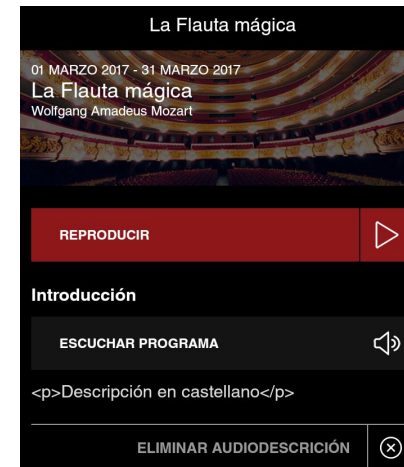 La Flauta mágica
01 MARZO 2017 - 31 MARZO 2017
La Flauta mágica
Wolfgang Amadeus Mozart
REPRODUCIR
Introducción
ESCUCHAR PROGRAMA
<p>Descripción en castellano</p>
ELIMINAR AUDIODESCRICIÓN